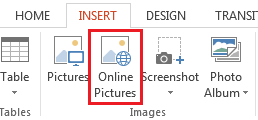 HOME INSERT DESIGN TRANSIT
Table Pictures Online Pictures Screenshot Photo Album
Tables Images